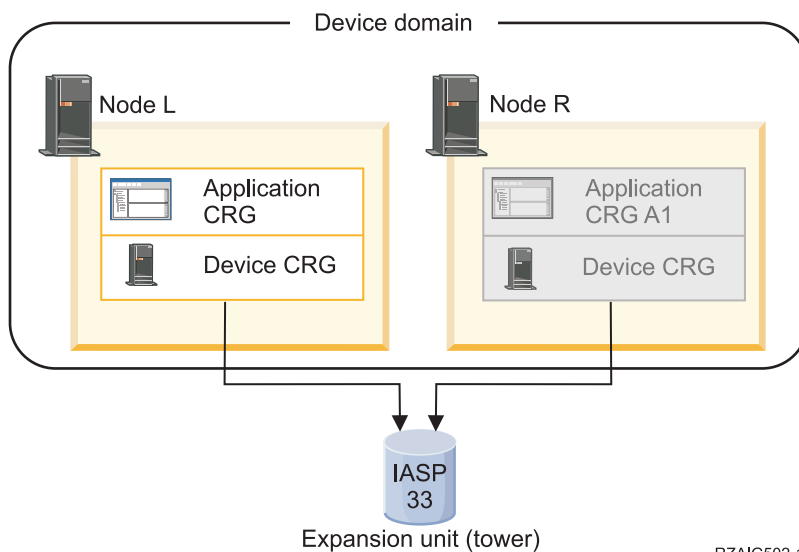 Device domain
Node L
Node R
Application
CRG
Device CRG
Application
CRG A1
Device CRG
IASP
33
Expansion unit (tower)